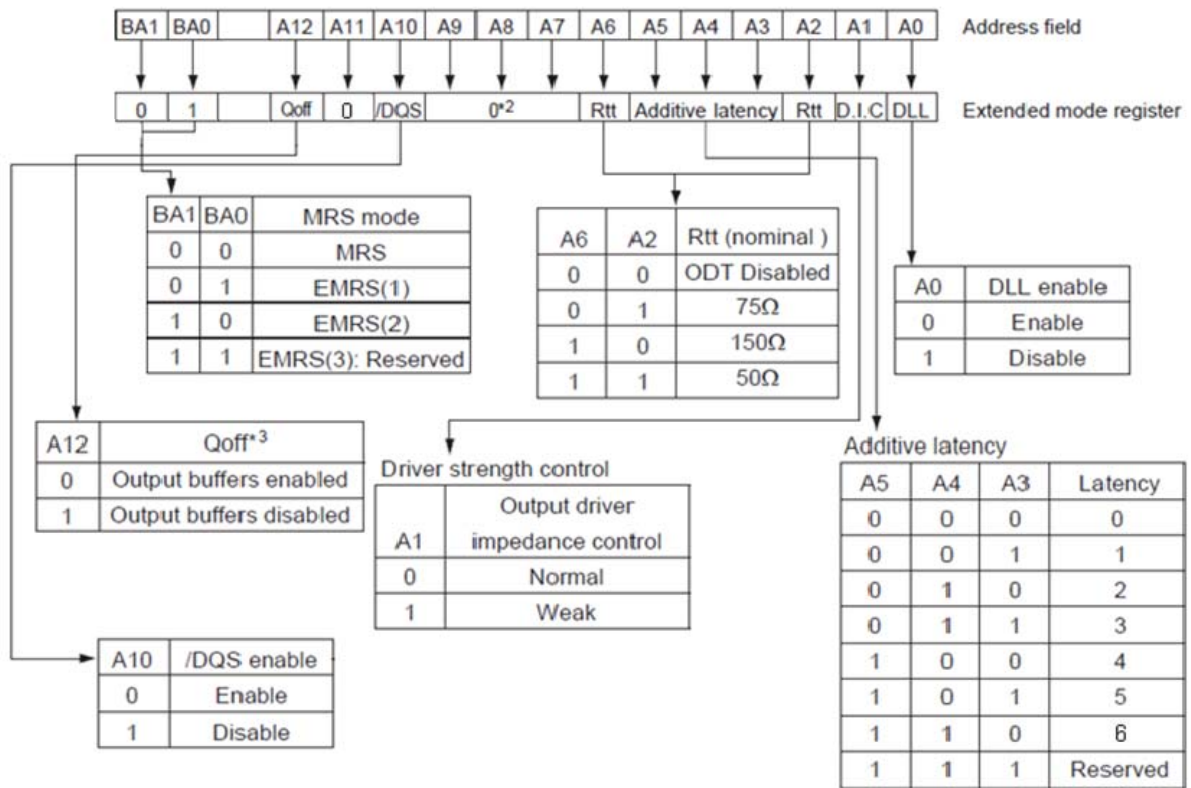 BA1 BA0 A12 A11 A10 A9 A8 A7 A6 A5 A4 A3 A2 A1 A0 Address field
0 1 Qoff 0 /DQS 0*2 Rtt Additive latency Rtt D.I.C DLL Extended mode register
BA1 BA0 MRS mode
0 0 MRS
0 1 EMRS(1)
1 0 EMRS(2)
1 1 EMRS(3): Reserved
A6 A2 Rtt (nominal )
0 0 ODT Disabled
0 1 75Ω
1 0 150Ω
1 1 50Ω
A0 DLL enable
0 Enable
1 Disable
A12 Qoff*3
0 Output buffers enabled
1 Output buffers disabled
Driver strength control
A1 Output driver
impedance control
0 Normal
1 Weak
Additive latency
A5 A4 A3 Latency
0 0 0 0
0 0 1 1
0 1 0 2
0 1 1 3
1 0 0 4
1 0 1 5
1 1 0 6
1 1 1 Reserved
A10 /DQS enable
0 Enable
1 Disable